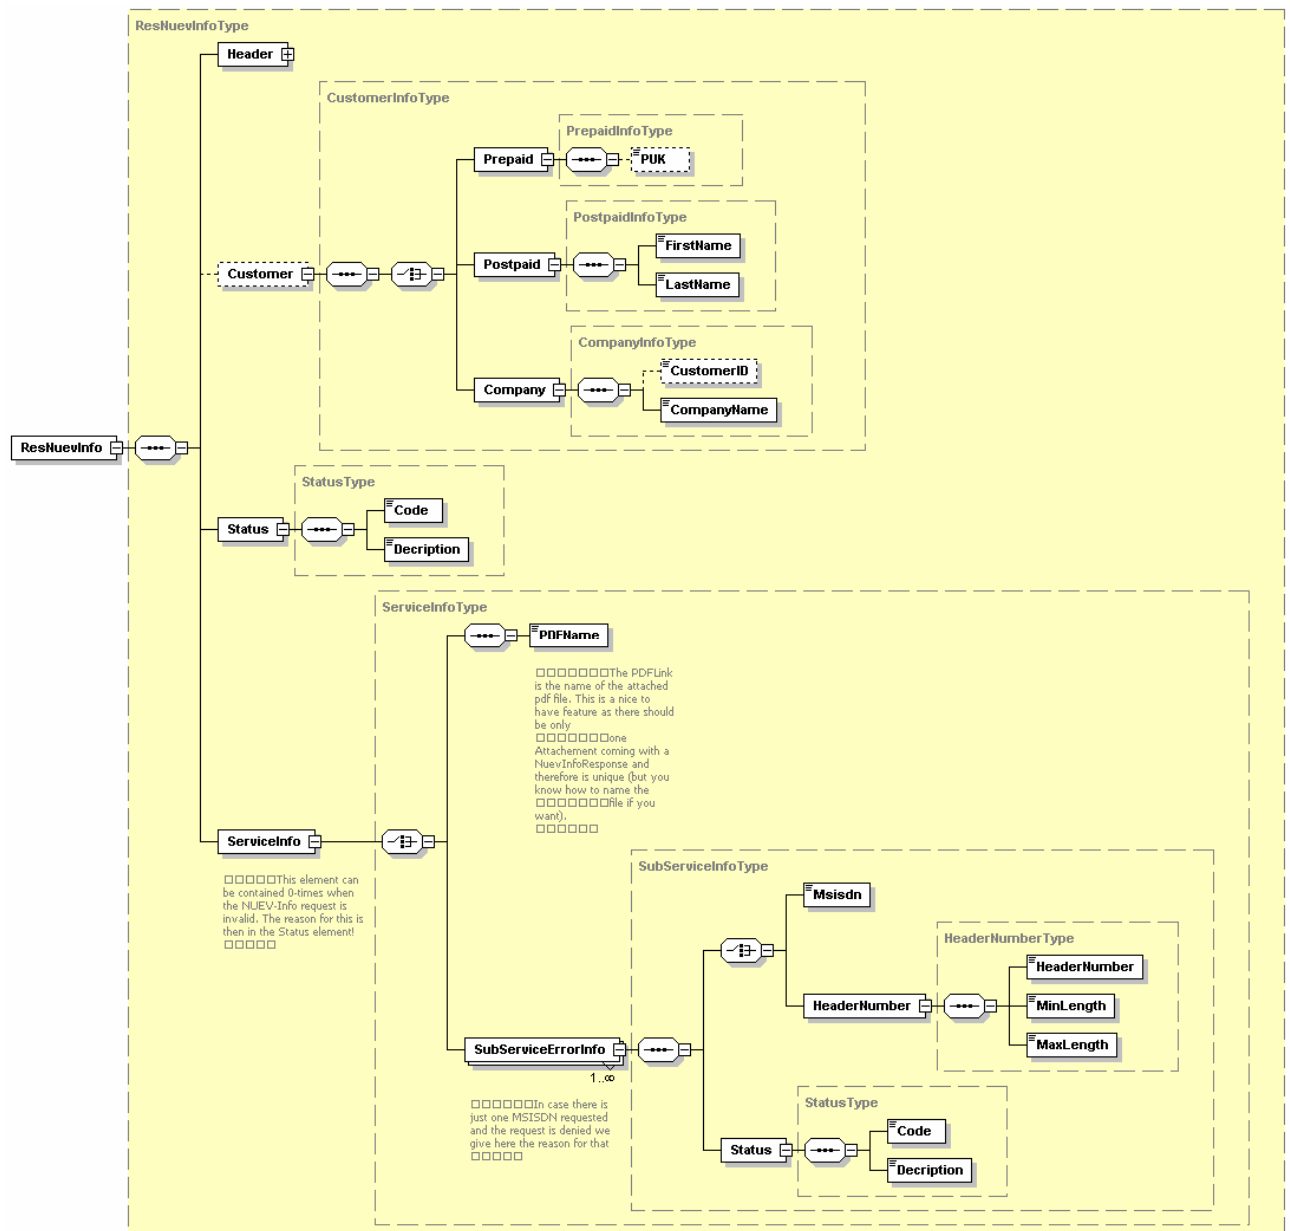 ResNuevInfoType
Header
CustomerInfoType
PrepaidInfoType
Prepaid
PUK
PostpaidInfoType
FirstName
Postpaid
Customer
LastName
CompanyInfoType
CustomerID
Company
CompanyName
ResNuevInfo
StatusType
Code
Status
Decription
ServiceInfoType
PDFName
□□□□□□□The PDFLink
is the name of the attached
pdf file. This is a nice to
have feature as there should
be only
□□□□□□□one
Attachement coming with a
NuevInfoResponse and
therefore is unique (but you
know how to name the
□□□□□□□file if you
want).
□□□□□□
ServiceInfo
□□□□□This element can
be contained 0-times when
the NUEV-Info request is
invalid. The reason for this is
then in the Status element!
□□□□□
SubServiceInfoType
Msisdn
HeaderNumberType
HeaderNumber
HeaderNumber
MinLength
MaxLength
SubServiceErrorInfo
1..∞
□□□□□□In case there is
just one MSISDN requested
and the request is denied we
give here the reason for that
□□□□□
StatusType
Code
Status
Decription